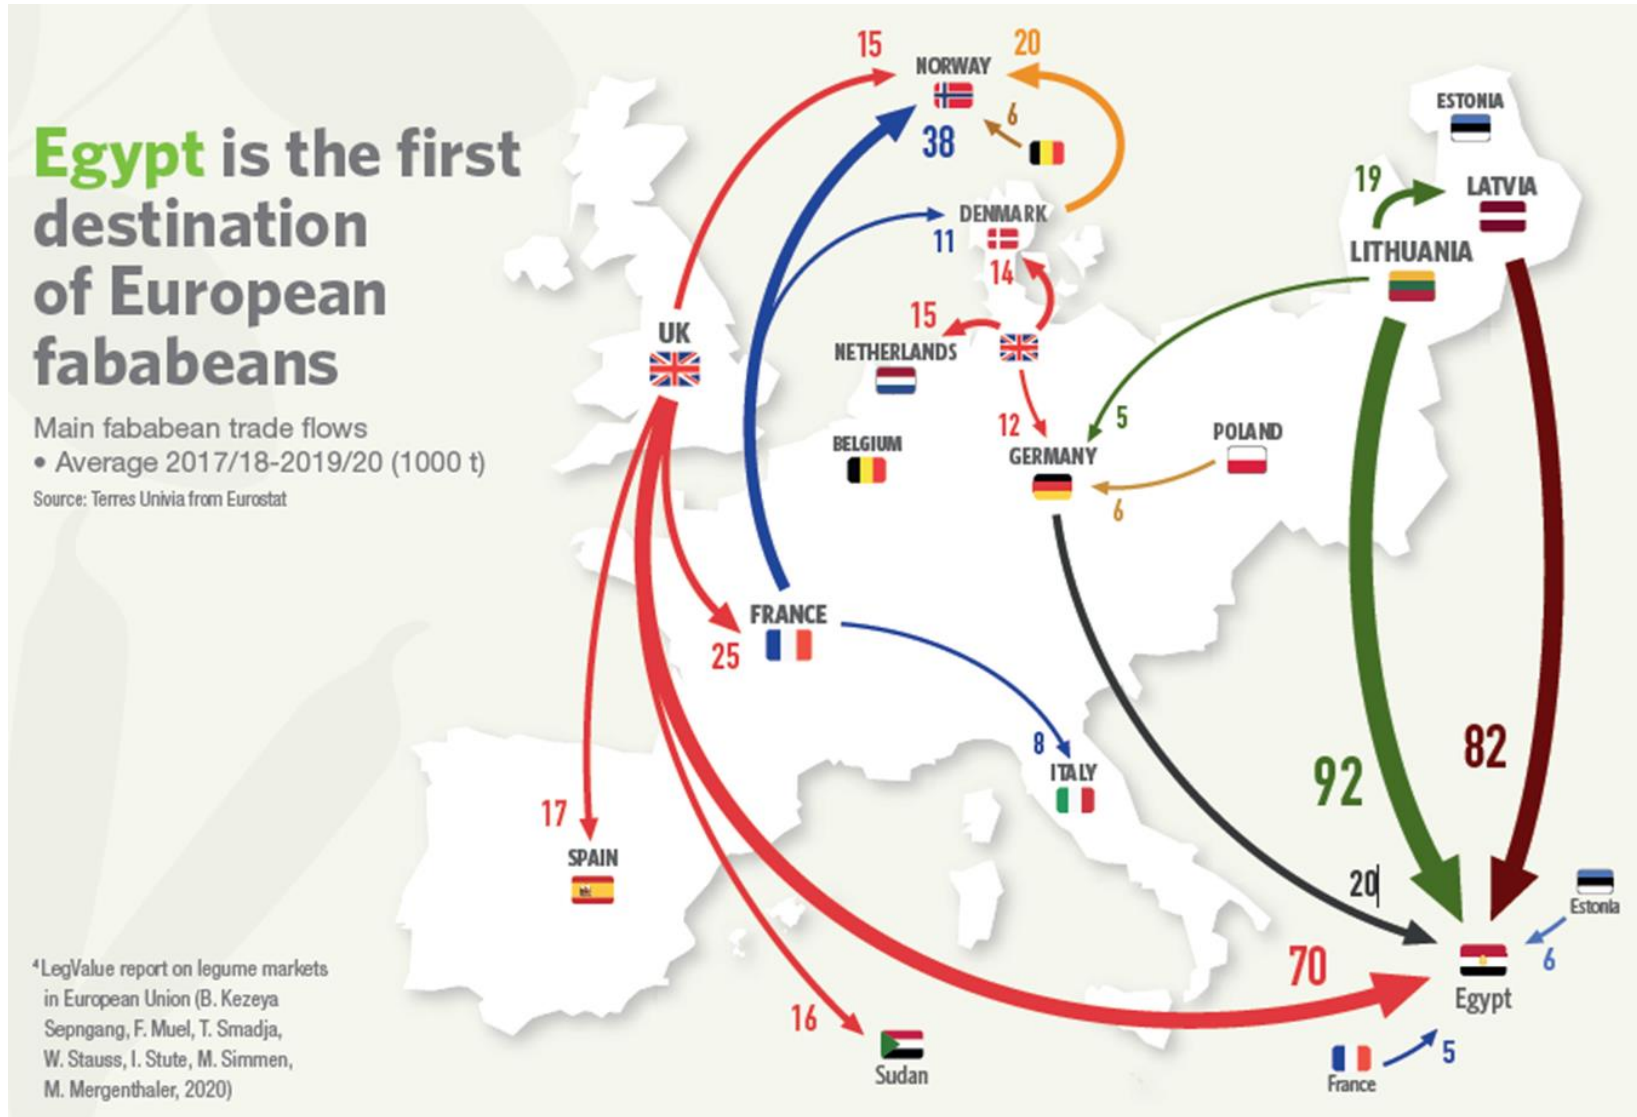 Egypt is the first
destination
of European
fababeans
Main fababean trade flows
• Average 2017/18-2019/20 (1000 t)
Source: Terres Univia from Eurostat
15
20
NORWAY
6
38
ESTONIA
19
LATVIA
DENMARK
11
LITHUANIA
14
15
UK
NETHERLANDS
12
5
BELGIUM
GERMANY
POLAND
6
FRANCE
25
8
ITALY
82
92
17
SPAIN
20
Estonia
6
70
Egypt
16
Sudan
5
France
⁴LegValue report on legume markets
in European Union (B. Kezeya
Sepngang, F. Muel, T. Smadja,
W. Stauss, I. Stute, M. Simmen,
M. Mergenthaler, 2020)